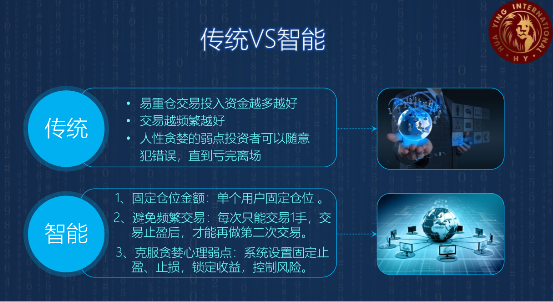 传统VS智能
HUA YING INTERNATIONAL
H Y
传统
• 易重仓交易投入资金越多越好
• 交易越频繁越好
• 人性贪婪的弱点投资者可以随意
犯错误，直到亏完离场
智能
1、固定仓位金额：单个用户固定仓位 。
2、避免频繁交易：每次只能交易1手，交
易止盈后，才能再做第二次交易。
3、克服贪婪心理弱点：系统设置固定止
盈、止损，锁定收益，控制风险。